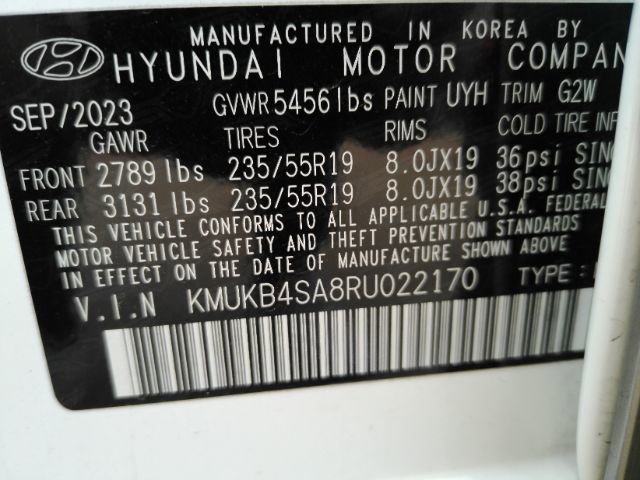 MANUFACTURED IN KOREA BY
HYUNDAI MOTOR COMPAN
SEP/2023 GVWR 5456 lbs PAINT UYH TRIM G2W
GAWR TIRES RIMS COLD TIRE INF
FRONT 2789 lbs 235/55R19 8.0JX19 36psi SING
REAR 3131 lbs 235/55R19 8.0JX19 38psi SING
THIS VEHICLE CONFORMS TO ALL APPLICABLE U.S.A. FEDERAL
MOTOR VEHICLE SAFETY AND THEFT PREVENTION STANDARDS
IN EFFECT ON THE DATE OF MANUFACTURE SHOWN ABOVE
V.I.N KMUKB4SA8RU022170 TYPE: